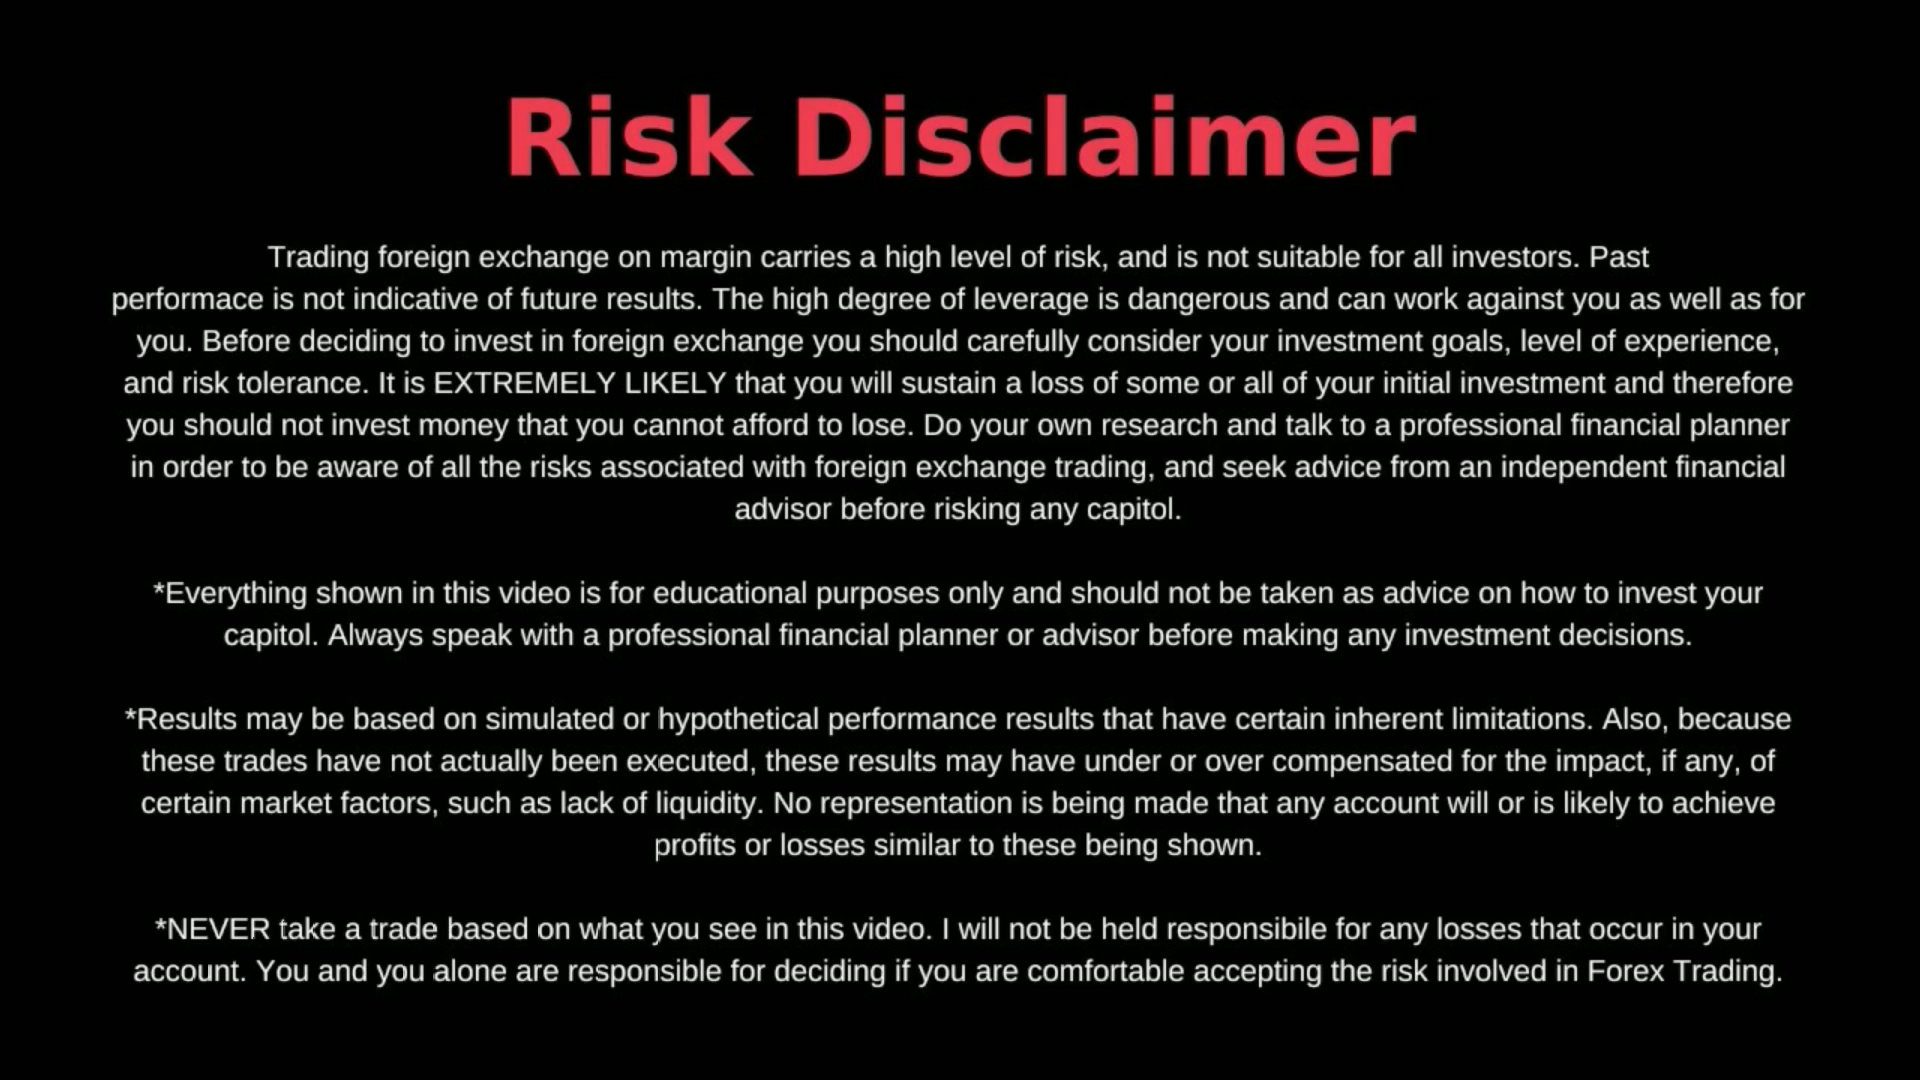 Risk Disclaimer
Trading foreign exchange on margin carries a high level of risk, and is not suitable for all investors. Past
performace is not indicative of future results. The high degree of leverage is dangerous and can work against you as well as for
you. Before deciding to invest in foreign exchange you should carefully consider your investment goals, level of experience,
and risk tolerance. It is EXTREMELY LIKELY that you will sustain a loss of some or all of your initial investment and therefore
you should not invest money that you cannot afford to lose. Do your own research and talk to a professional financial planner
in order to be aware of all the risks associated with foreign exchange trading, and seek advice from an independent financial
advisor before risking any capitol.
*Everything shown in this video is for educational purposes only and should not be taken as advice on how to invest your
capitol. Always speak with a professional financial planner or advisor before making any investment decisions.
*Results may be based on simulated or hypothetical performance results that have certain inherent limitations. Also, because
these trades have not actually been executed, these results may have under or over compensated for the impact, if any, of
certain market factors, such as lack of liquidity. No representation is being made that any account will or is likely to achieve
profits or losses similar to these being shown.
*NEVER take a trade based on what you see in this video. I will not be held responsibile for any losses that occur in your
account. You and you alone are responsible for deciding if you are comfortable accepting the risk involved in Forex Trading.